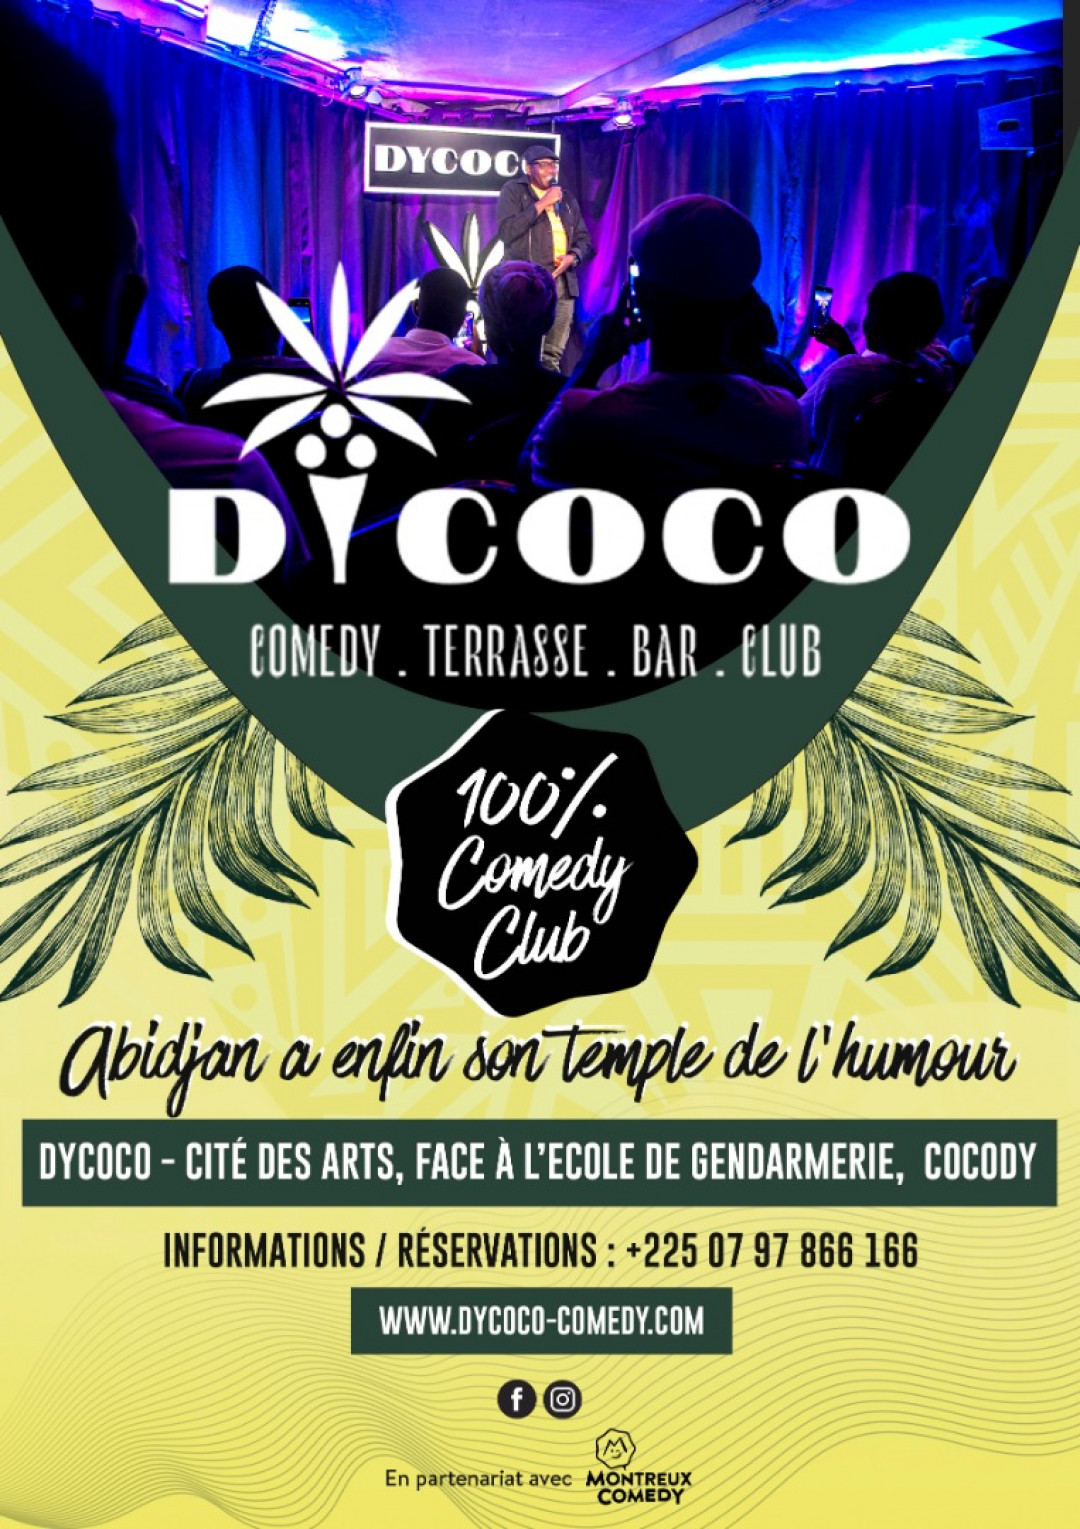 DYCOCO
DYCOCO
COMEDY . TERRASSE . BAR . CLUB
100%
Comedy
Club
Abidjan a enfin son temple de l'humour
DYCOCO - CITÉ DES ARTS, FACE À L'ECOLE DE GENDARMERIE, COCODY
INFORMATIONS / RÉSERVATIONS : +225 07 97 866 166
WWW.DYCOCO-COMEDY.COM
En partenariat avec MONTREUX
COMEDY